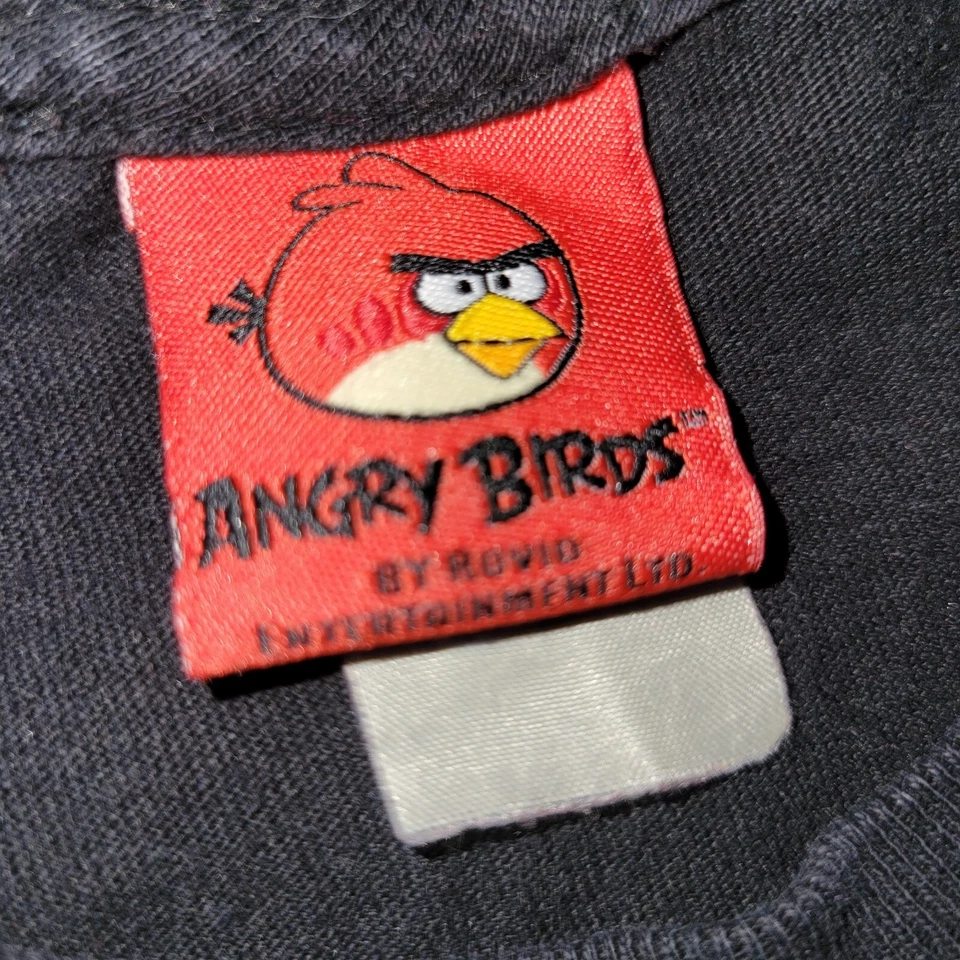 ANGRY BIRDS™
BY ROVIO
ENTERTAINMENT LTD.